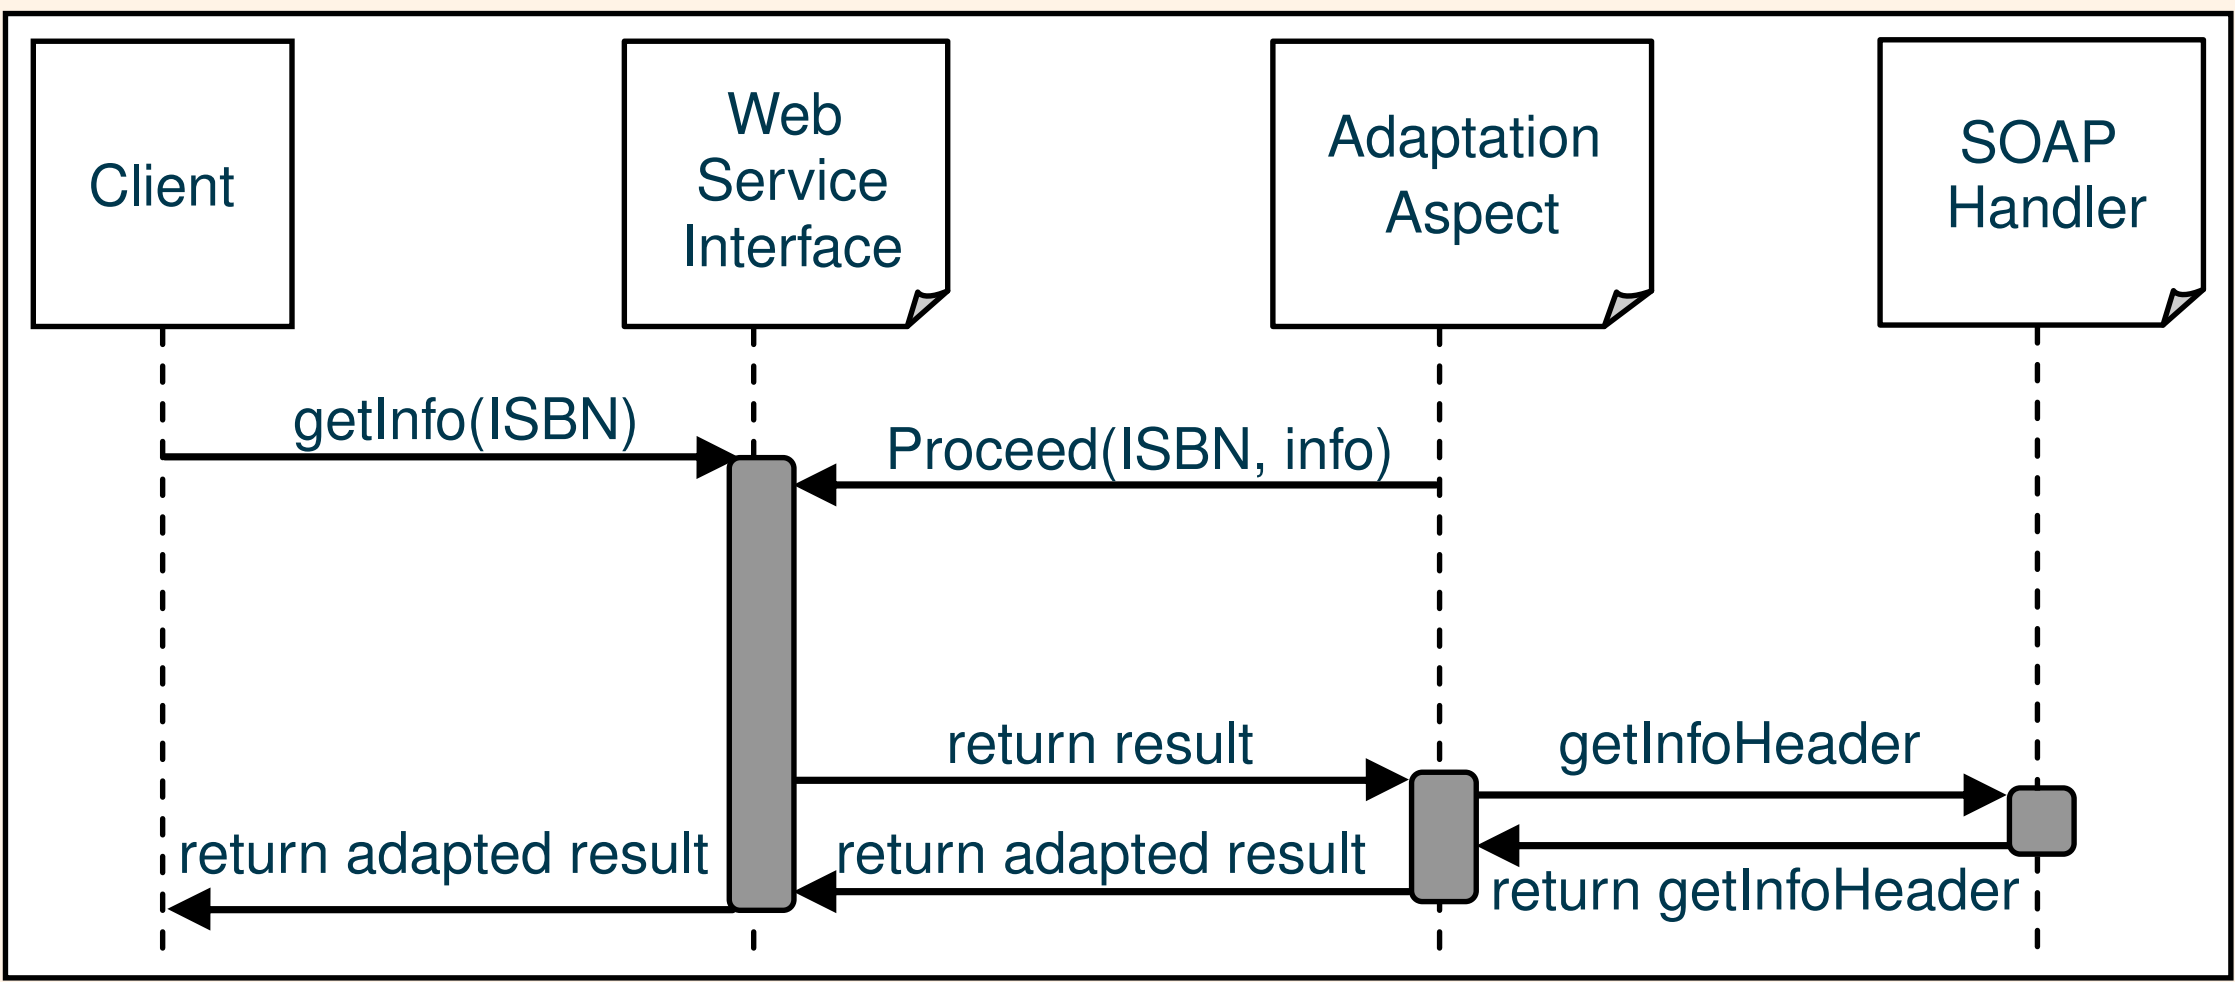 Client
Web
Service
Interface
Adaptation
Aspect
SOAP
Handler
getInfo(ISBN)
Proceed(ISBN, info)
return result
getInfoHeader
return adapted result
return adapted result
return getInfoHeader